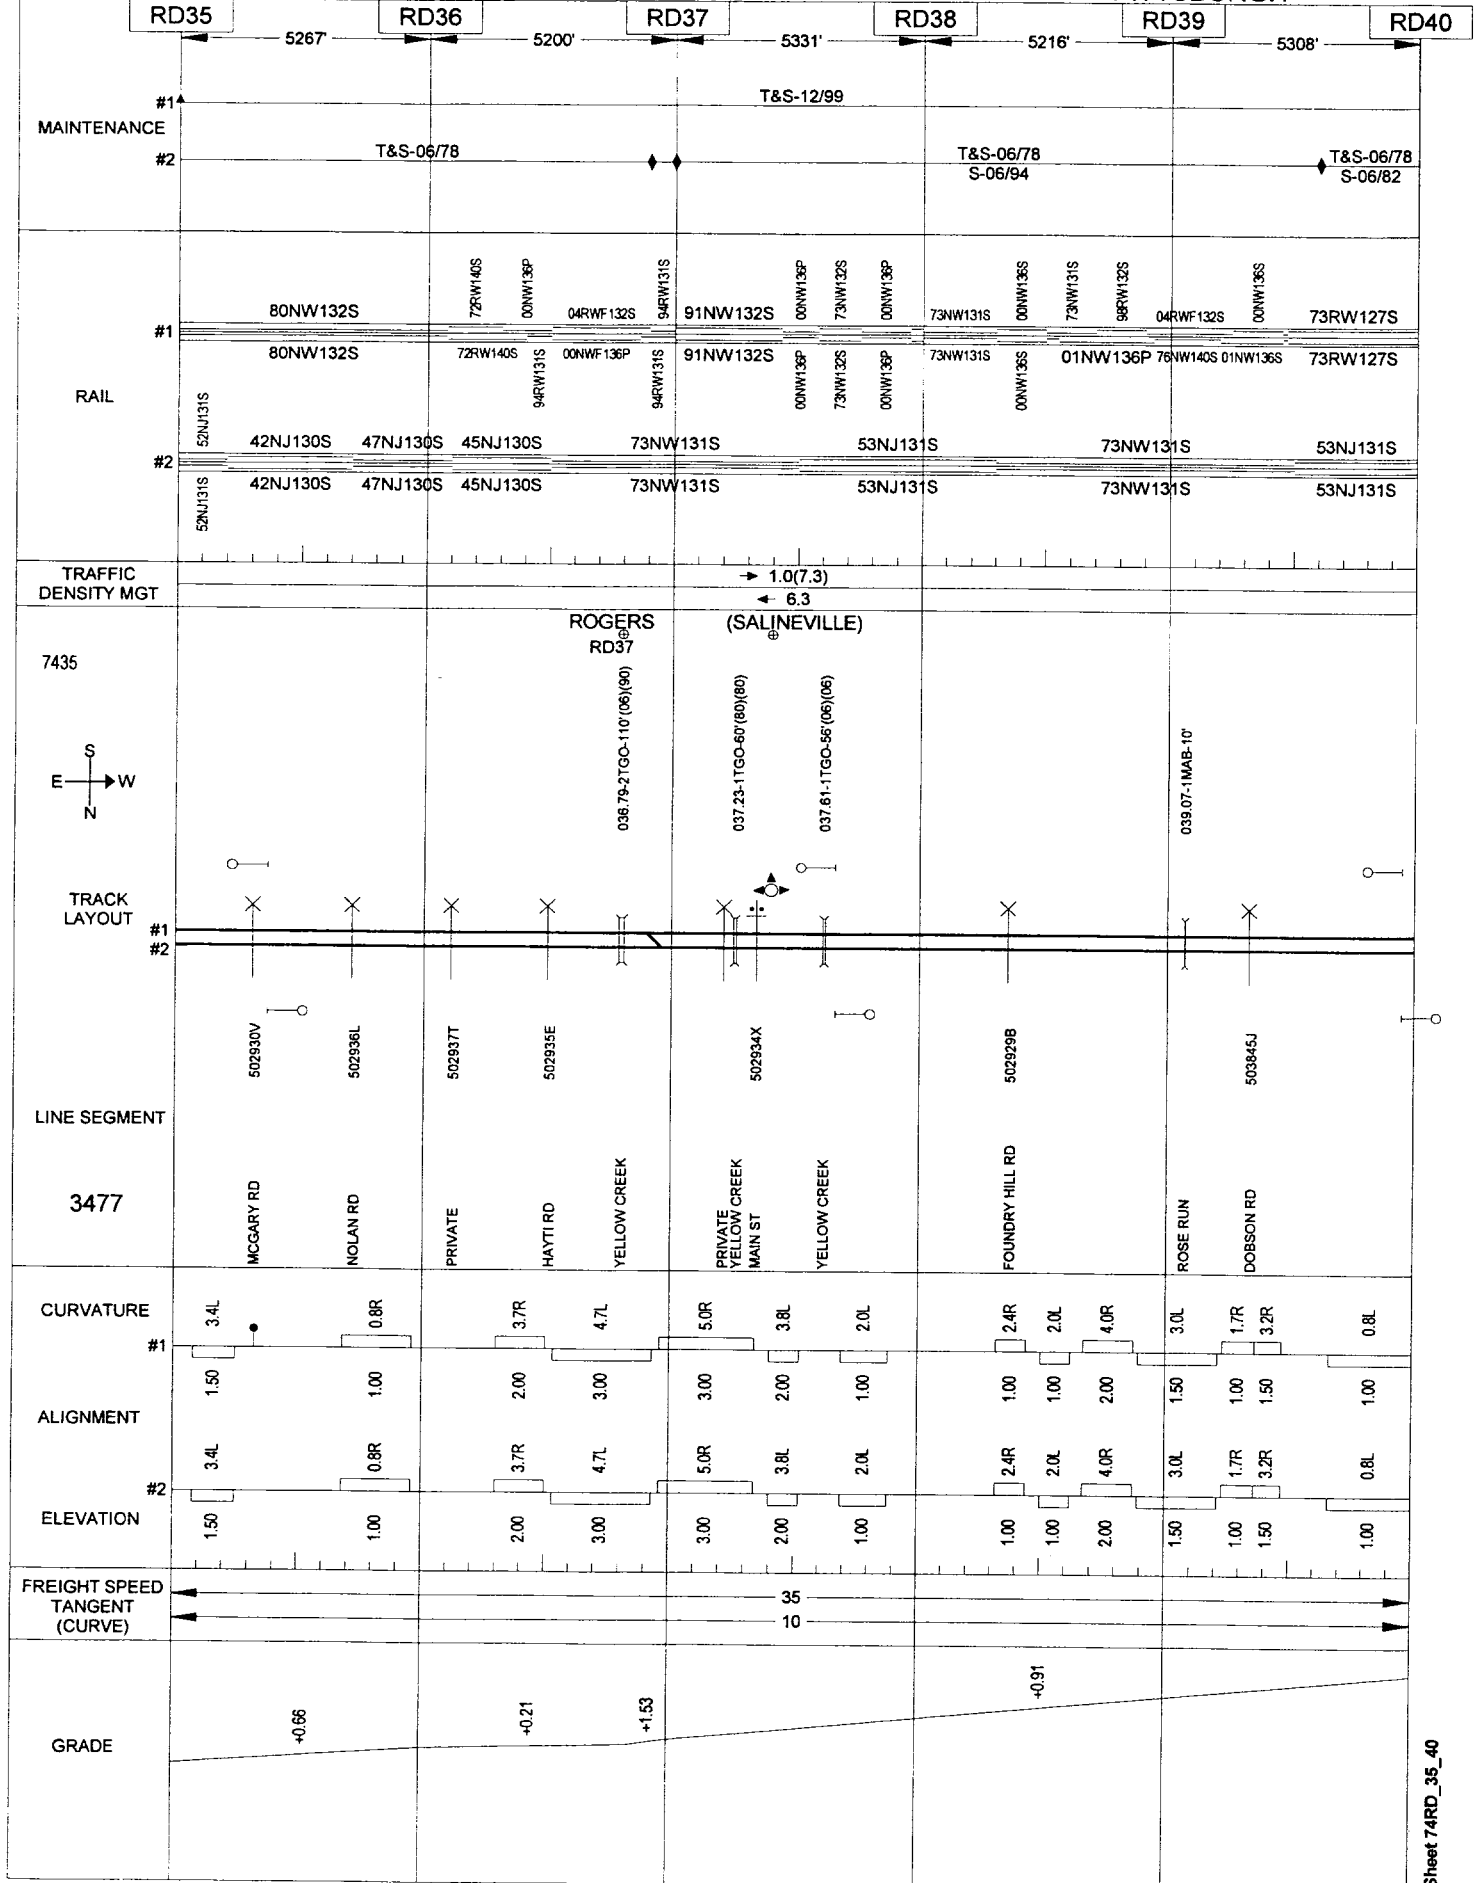 RD35 RD36 RD37 RD38 RD39 RD40
5267' 5200' 5331' 5216' 5308'
#1 T&S-12/99
MAINTENANCE
#2 T&S-06/78 T&S-06/78 T&S-06/78
S-06/94 S-06/82
72RW140S 00NW136P 94RW131S 00NW136P 73NW132S 00NW136P 00NW136S 73NW131S 98RW132S 00NW136S
80NW132S 04RWF132S 91NW132S 73NW131S 04RWF132S 73RW127S
#1
80NW132S 72RW140S 00NWF136P 91NW132S 73NW131S 01NW136P 76NW140S 01NW136S 73RW127S
94RW131S 94RW131S 00NW136P 73NW132S 00NW136P 00NW136S
RAIL
52NJ131S
42NJ130S 47NJ130S 45NJ130S 73NW131S 53NJ131S 73NW131S 53NJ131S
#2
42NJ130S 47NJ130S 45NJ130S 73NW131S 53NJ131S 73NW131S 53NJ131S
52NJ131S
TRAFFIC
DENSITY MGT
1.0(7.3)
6.3
ROGERS (SALINEVILLE)
RD37
7435
036.79-2TGO-110'(06)(90) 037.23-1TGO-60'(80)(80) 037.61-1TGO-56'(06)(06) 039.07-1MAB-10'
S
E W
N
TRACK
LAYOUT
#1
#2
502930V 502936L 502937T 502935E 502934X 502929B 503845J
LINE SEGMENT
3477
MCGARY RD NOLAN RD PRIVATE HAYTI RD YELLOW CREEK PRIVATE YELLOW CREEK MAIN ST YELLOW CREEK FOUNDRY HILL RD ROSE RUN DOBSON RD
CURVATURE
3.4L 0.8R 3.7R 4.7L 5.0R 3.8L 2.0L 2.4R 2.0L 4.0R 3.0L 1.7R 3.2R 0.8L
#1
1.50 1.00 2.00 3.00 3.00 2.00 1.00 1.00 1.00 2.00 1.50 1.00 1.50 1.00
ALIGNMENT
3.4L 0.8R 3.7R 4.7L 5.0R 3.8L 2.0L 2.4R 2.0L 4.0R 3.0L 1.7R 3.2R 0.8L
#2
ELEVATION
1.50 1.00 2.00 3.00 3.00 2.00 1.00 1.00 1.00 2.00 1.50 1.00 1.50 1.00
FREIGHT SPEED
TANGENT
(CURVE)
35
10
GRADE
+0.66 +0.21 +1.53 +0.91
Sheet 74RD_35_40